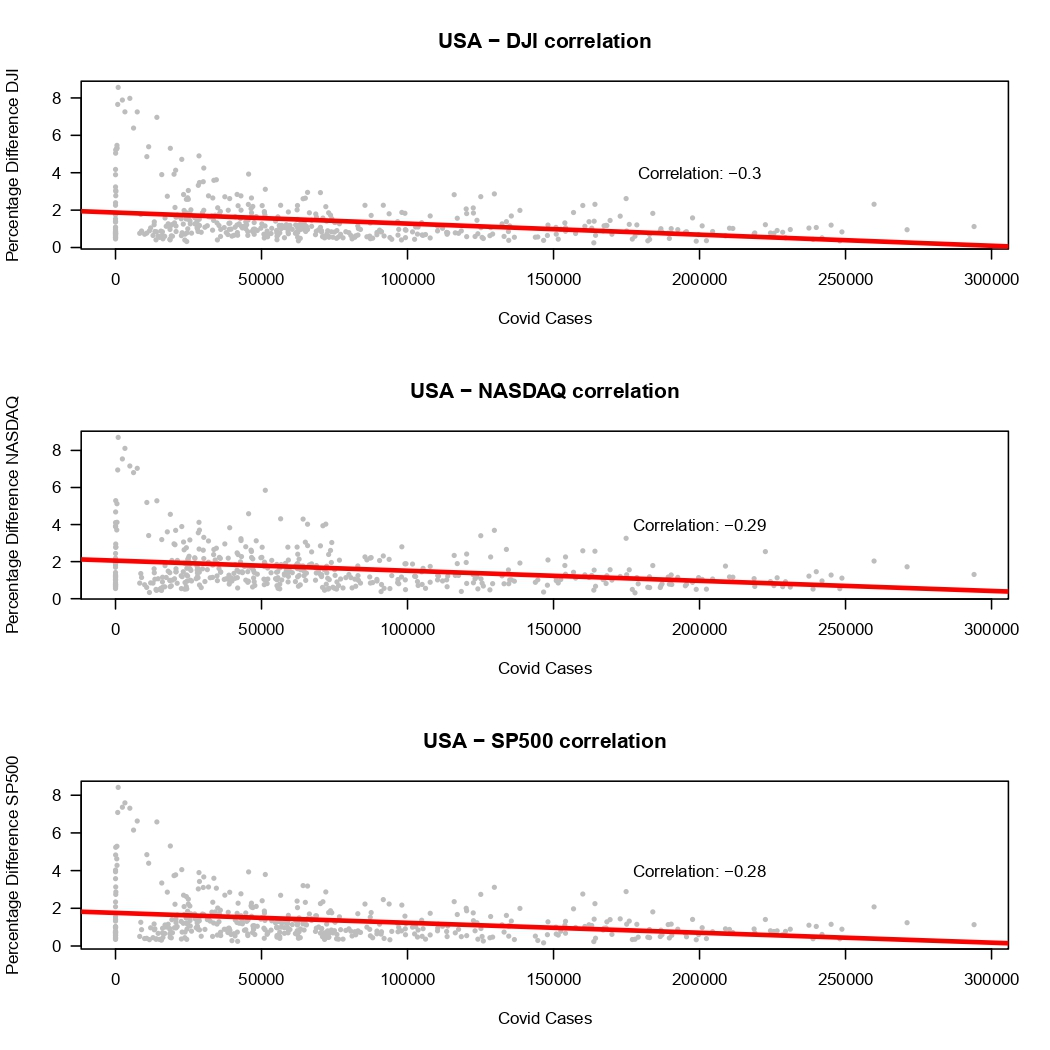 USA − DJI correlation
Percentage Difference DJI
8
6
4
2
0
Correlation: −0.3
0 50000 100000 150000 200000 250000 300000
Covid Cases
USA − NASDAQ correlation
Percentage Difference NASDAQ
8
6
4
2
0
Correlation: −0.29
0 50000 100000 150000 200000 250000 300000
Covid Cases
USA − SP500 correlation
Percentage Difference SP500
8
6
4
2
0
Correlation: −0.28
0 50000 100000 150000 200000 250000 300000
Covid Cases